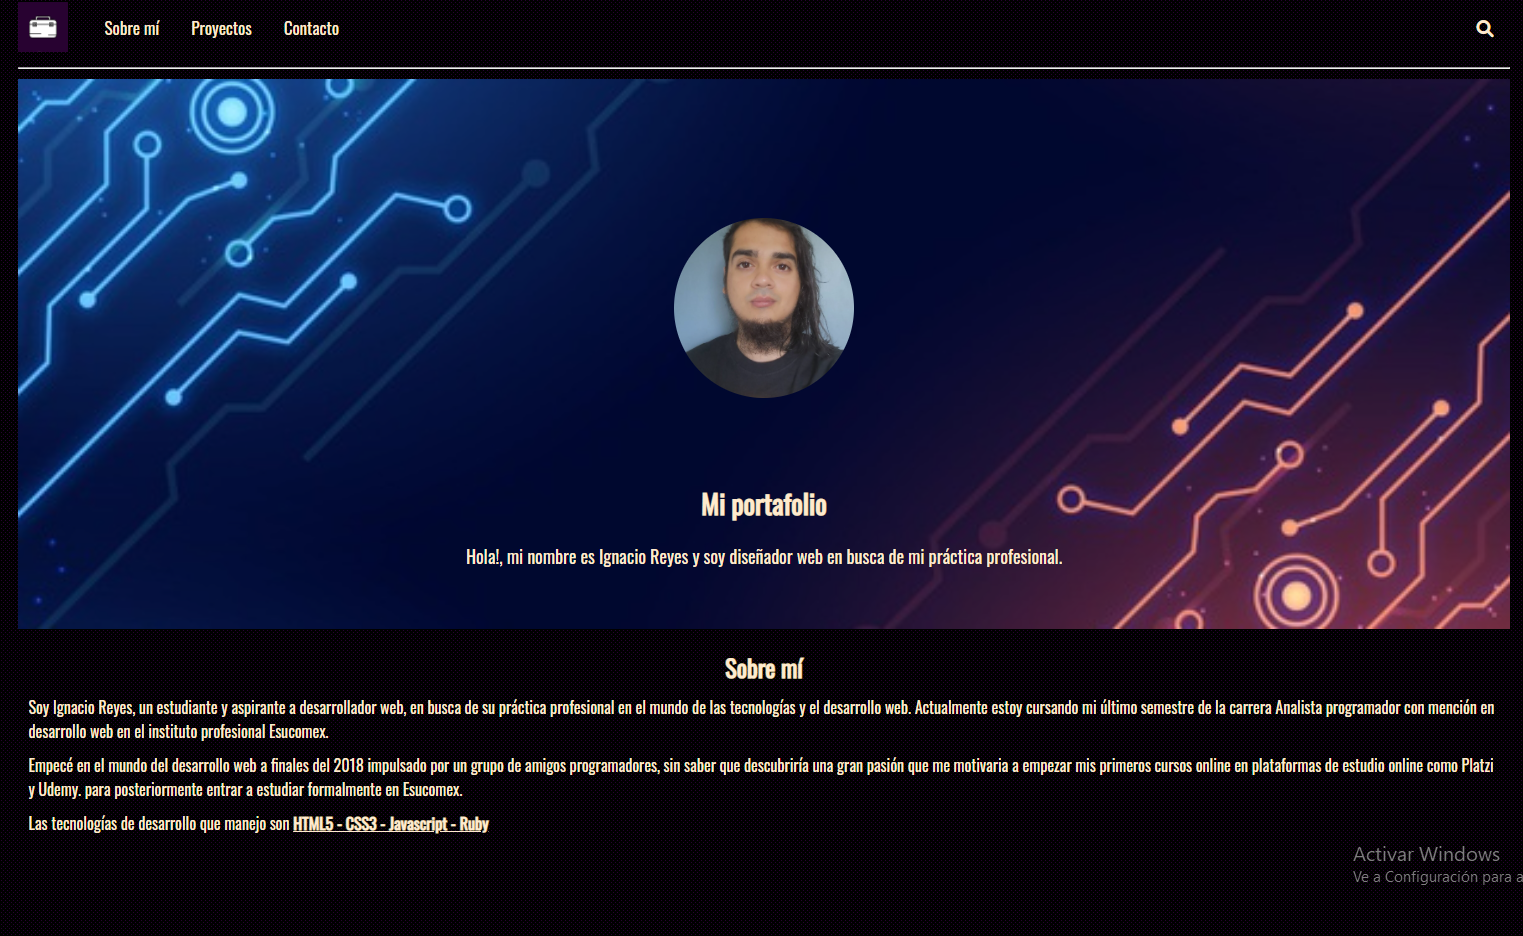 Sobre mí Proyectos Contacto
Mi portafolio
Hola!, mi nombre es Ignacio Reyes y soy diseñador web en busca de mi práctica profesional.
Sobre mí
Soy Ignacio Reyes, un estudiante y aspirante a desarrollador web, en busca de su práctica profesional en el mundo de las tecnologías y el desarrollo web. Actualmente estoy cursando mi último semestre de la carrera Analista programador con mención en
desarrollo web en el instituto profesional Esucomex.
Empecé en el mundo del desarrollo web a finales del 2018 impulsado por un grupo de amigos programadores, sin saber que descubriría una gran pasión que me motivaria a empezar mis primeros cursos online en plataformas de estudio online como Platzi
y Udemy. para posteriormente entrar a estudiar formalmente en Esucomex.
Las tecnologías de desarrollo que manejo son HTML5 - CSS3 - Javascript - Ruby
Activar Windows
Ve a Configuración para a